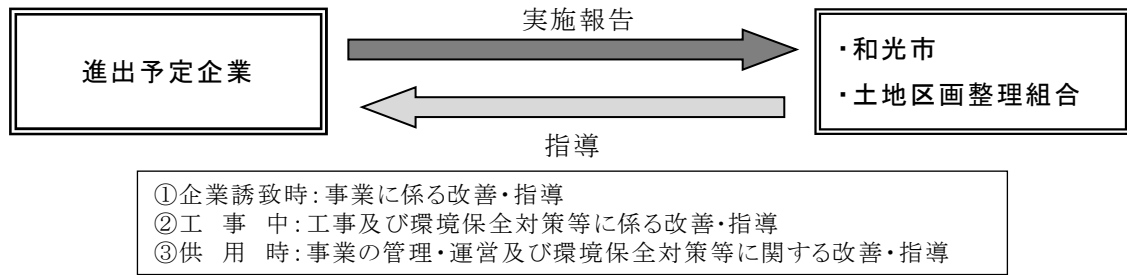 実施報告
進出予定企業
・和光市
・土地区画整理組合
指導
①企業誘致時：事業に係る改善・指導
②工　事　中：工事及び環境保全対策等に係る改善・指導
③供　用　時：事業の管理・運営及び環境保全対策等に関する改善・指導